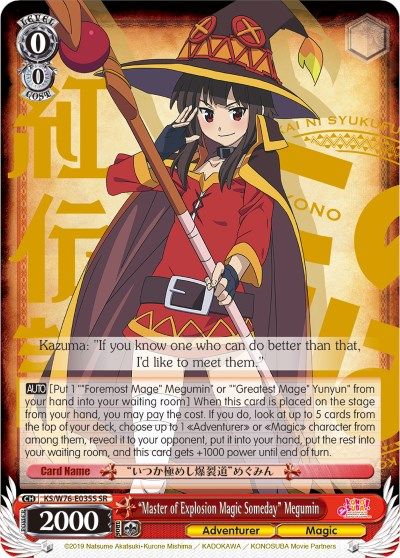 LEVEL
0
0
COST
KAI NI SYUKUFU
KONO
紅伝説
Kazuma: "If you know one who can do better than that,
I'd like to meet them."
AUTO [Put 1 ""Foremost Mage" Megumin" or ""Greatest Mage" Yunyun" from
your hand into your waiting room] When this card is placed on the stage
from your hand, you may pay the cost. If you do, look at up to 5 cards
from the top of your deck, choose up to 1 «Adventurer» or «Magic» character from
among them, reveal it to your opponent, put it into your hand, put the rest
into your waiting room, and this card gets +1000 power until end of turn.
Card Name
"いつか極めし爆裂道"めぐみん
CH
KS/W76-E035S SR
POWER
2000
"Master of Explosion Magic Someday" Megumin
Adventurer
Magic
©2019 Natsume Akatsuki·Kurone Mishima / KADOKAWA / KONOSUBA Movie Partners